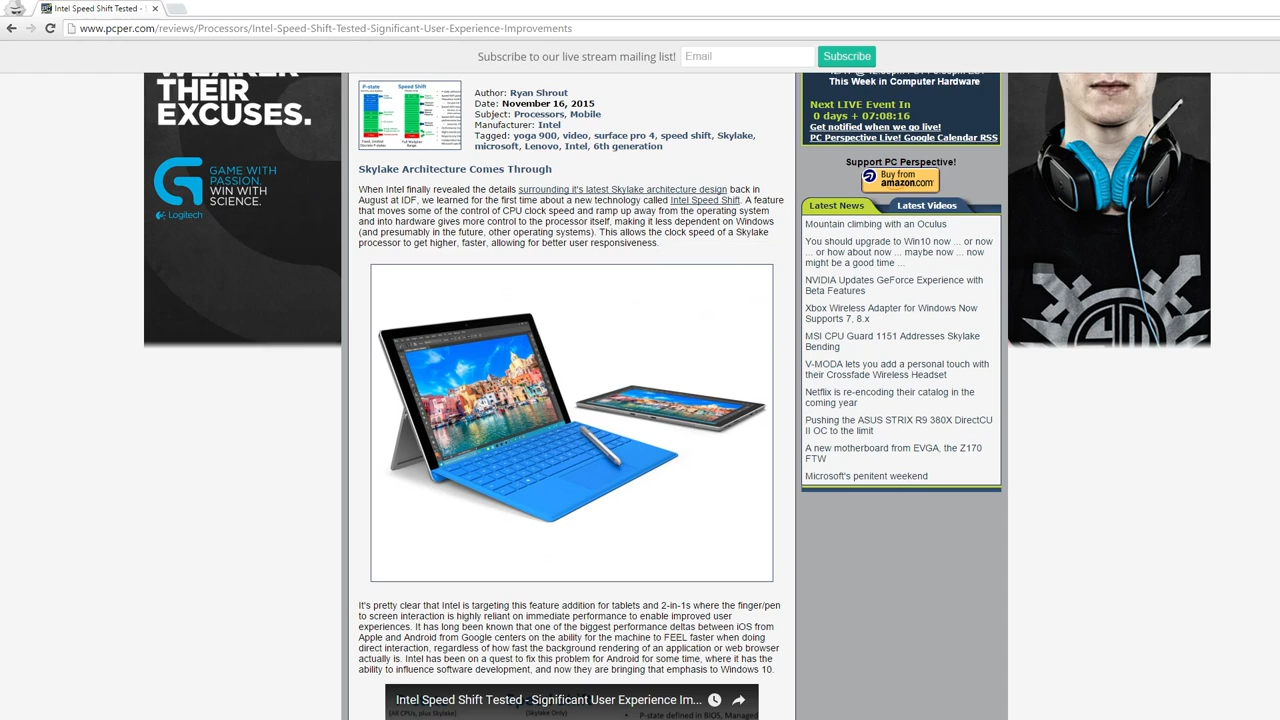 Intel Speed Shift Tested -
www.pcper.com/reviews/Processors/Intel-Speed-Shift-Tested-Significant-User-Experience-Improvements
Subscribe to our live stream mailing list!
Email
Subscribe
WEARER
THEIR
EXCUSES.
GAME WITH
PASSION.
WIN WITH
SCIENCE.
Logitech
P-state
Speed Shift
Author: Ryan Shrout
Date: November 16, 2015
Subject: Processors, Mobile
Manufacturer: Intel
Tagged: yoga 900, video, surface pro 4, speed shift, Skylake,
microsoft, Lenovo, Intel, 6th generation
Skylake Architecture Comes Through
When Intel finally revealed the details surrounding it's latest Skylake architecture design back in
August at IDF, we learned for the first time about a new technology called Intel Speed Shift. A feature
that moves some of the control of CPU clock speed and ramp up away from the operating system
and into hardware gives more control to the processor itself, making it less dependent on Windows
(and presumably in the future, other operating systems). This allows the clock speed of a Skylake
processor to get higher, faster, allowing for better user responsiveness.
It's pretty clear that Intel is targeting this feature addition for tablets and 2-in-1s where the finger/pen
to screen interaction is highly reliant on immediate performance to enable improved user
experiences. It has long been known that one of the biggest performance deltas between iOS from
Apple and Android from Google centers on the ability for the machine to FEEL faster when doing
direct interaction, regardless of how fast the background rendering of an application or web browser
actually is. Intel has been on a quest to fix this problem for Android for some time, where it has the
ability to influence software development, and now they are bringing that emphasis to Windows 10.
Intel Speed Shift Tested - Significant User Experience Im...
(All CPUs, plus Skylake)
(Skylake Only)
• P-state defined in BIOS, Managed
This Week in Computer Hardware
Next LIVE Event In
0 days + 07:08:16
Get notified when we go live!
PC Perspective Live! Google Calendar RSS
Support PC Perspective!
Buy from
amazon.com
Latest News
Latest Videos
Mountain climbing with an Oculus
You should upgrade to Win10 now ... or now
... or how about now ... maybe now ... now
might be a good time ...
NVIDIA Updates GeForce Experience with
Beta Features
Xbox Wireless Adapter for Windows Now
Supports 7, 8.x
MSI CPU Guard 1151 Addresses Skylake
Bending
V-MODA lets you add a personal touch with
their Crossfade Wireless Headset
Netflix is re-encoding their catalog in the
coming year
Pushing the ASUS STRIX R9 380X DirectCU
II OC to the limit
A new motherboard from EVGA, the Z170
FTW
Microsoft's penitent weekend